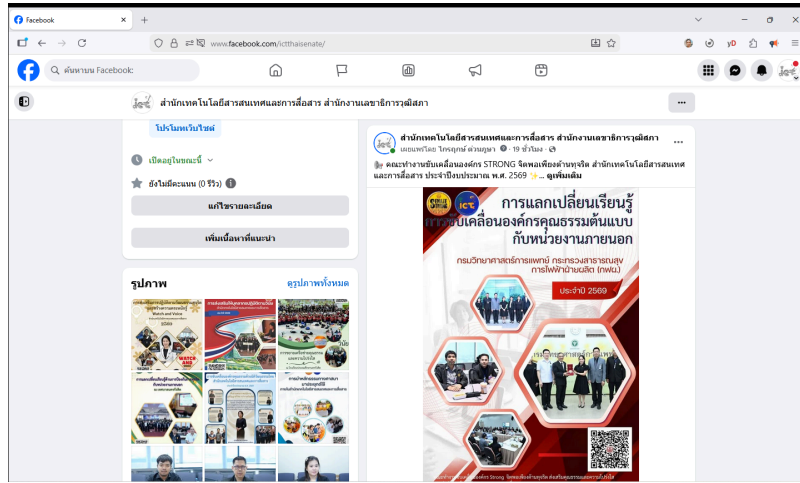 Facebook
www.facebook.com/ictthaisenate/
ค้นหาบน Facebook:
สำนักเทคโนโลยีสารสนเทศและการสื่อสาร สำนักงานเลขาธิการวุฒิสภา
โปรโมทเว็บไซต์
เปิดอยู่ในขณะนี้
ยังไม่มีคะแนน (0 รีวิว)
แก้ไขรายละเอียด
เพิ่มเนื้อหาที่แนะนำ
รูปภาพ
ดูรูปภาพทั้งหมด
Watch and Voice
2569
WATCH
AND
สำนักเทคโนโลยีสารสนเทศและการสื่อสาร สำนักงานเลขาธิการวุฒิสภา
เผยแพร่โดย ไกรฤกษ์ ด่วนภูษา · 19 ชั่วโมง ·
คณะทำงานขับเคลื่อนองค์กร STRONG จิตพอเพียงต้านทุจริต สำนักเทคโนโลยีสารสนเทศ
และการสื่อสาร ประจำปีงบประมาณ พ.ศ. 2569 ... ดูเพิ่มเติม
ICT
การแลกเปลี่ยนเรียนรู้
การขับเคลื่อนองค์กรคุณธรรมต้นแบบ
กับหน่วยงานภายนอก
กรมวิทยาศาสตร์การแพทย์ กระทรวงสาธารณสุข
การไฟฟ้าฝ่ายผลิต (กฟผ.)
ประจำปี 2569